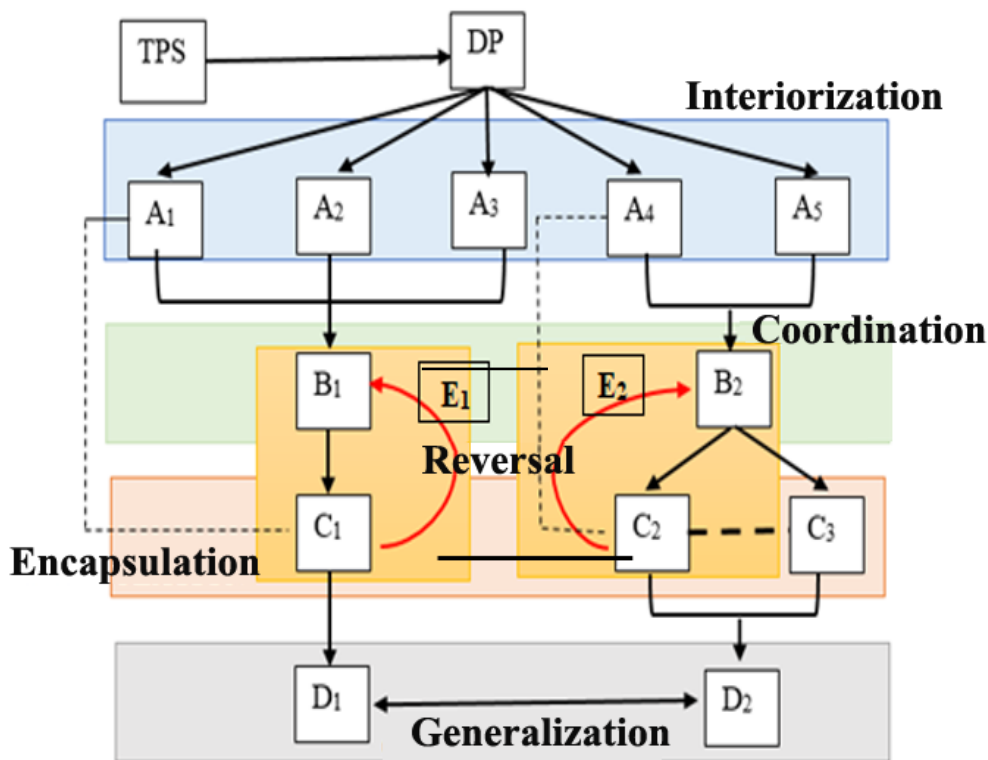 TPS
DP
Interiorization
A1
A2
A3
A4
A5
Coordination
B1
E1
E2
B2
Reversal
C1
C2
C3
Encapsulation
D1
D2
Generalization